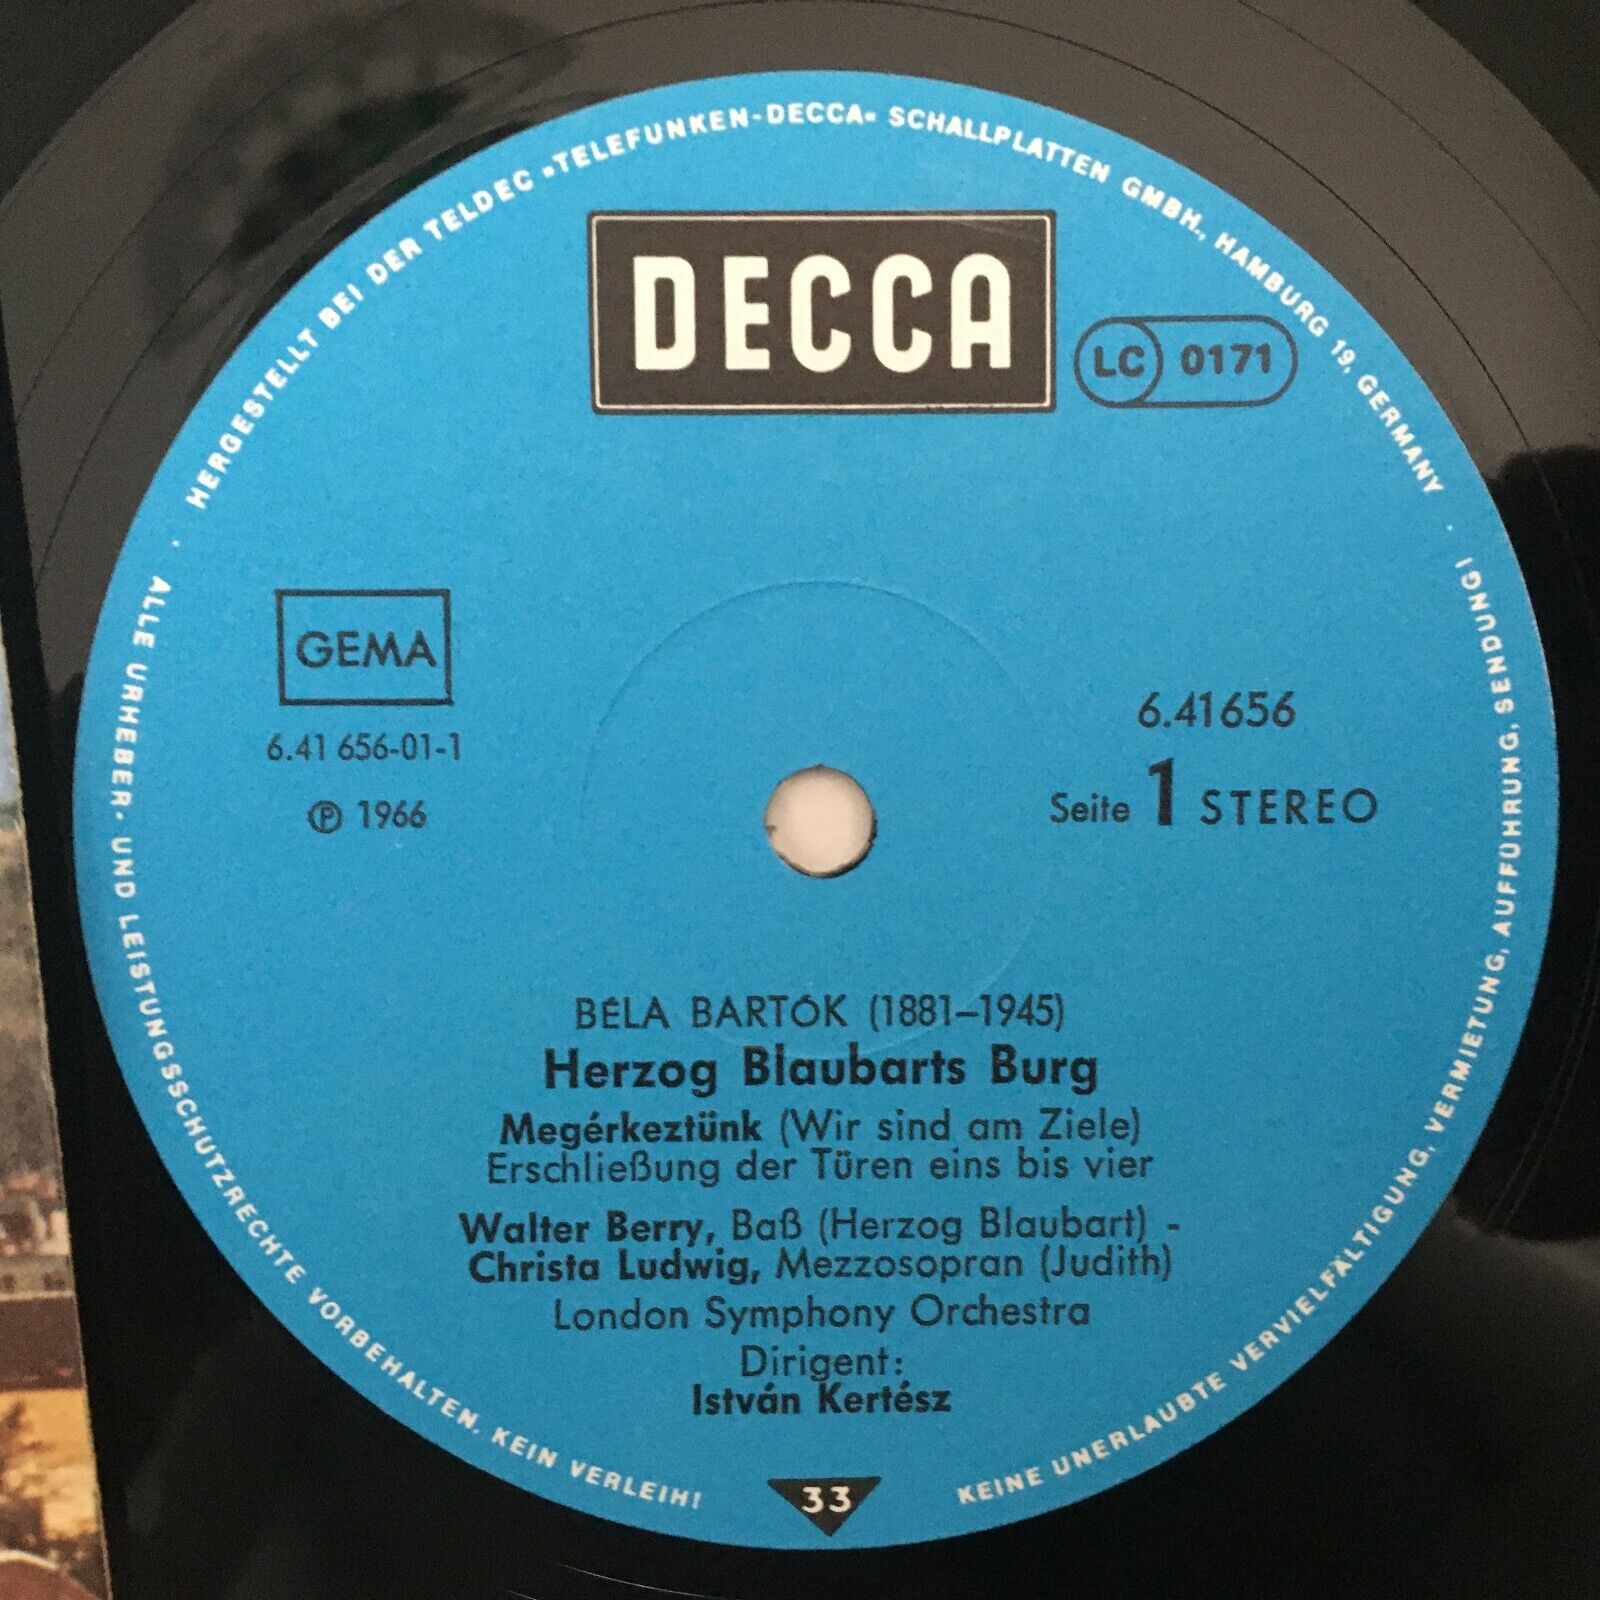 HERGESTELLT BEI DER TELDEC »TELEFUNKEN-DECCA« SCHALLPLATTEN GMBH., HAMBURG 19, GERMANY ·
DECCA
LC 0171
GEMA
6.41 656-01-1
℗ 1966
6.41656
Seite 1 STEREO
BÉLA BARTÓK (1881–1945)
Herzog Blaubarts Burg
Megérkeztünk (Wir sind am Ziele)
Erschließung der Türen eins bis vier
Walter Berry, Baß (Herzog Blaubart) -
Christa Ludwig, Mezzosopran (Judith)
London Symphony Orchestra
Dirigent:
István Kertész
33
ALLE URHEBER- UND LEISTUNGSSCHUTZRECHTE VORBEHALTEN. KEIN VERLEIH!
KEINE UNERLAUBTE VERVIELFÄLTIGUNG, VERMIETUNG, AUFFÜHRUNG, SENDUNG!